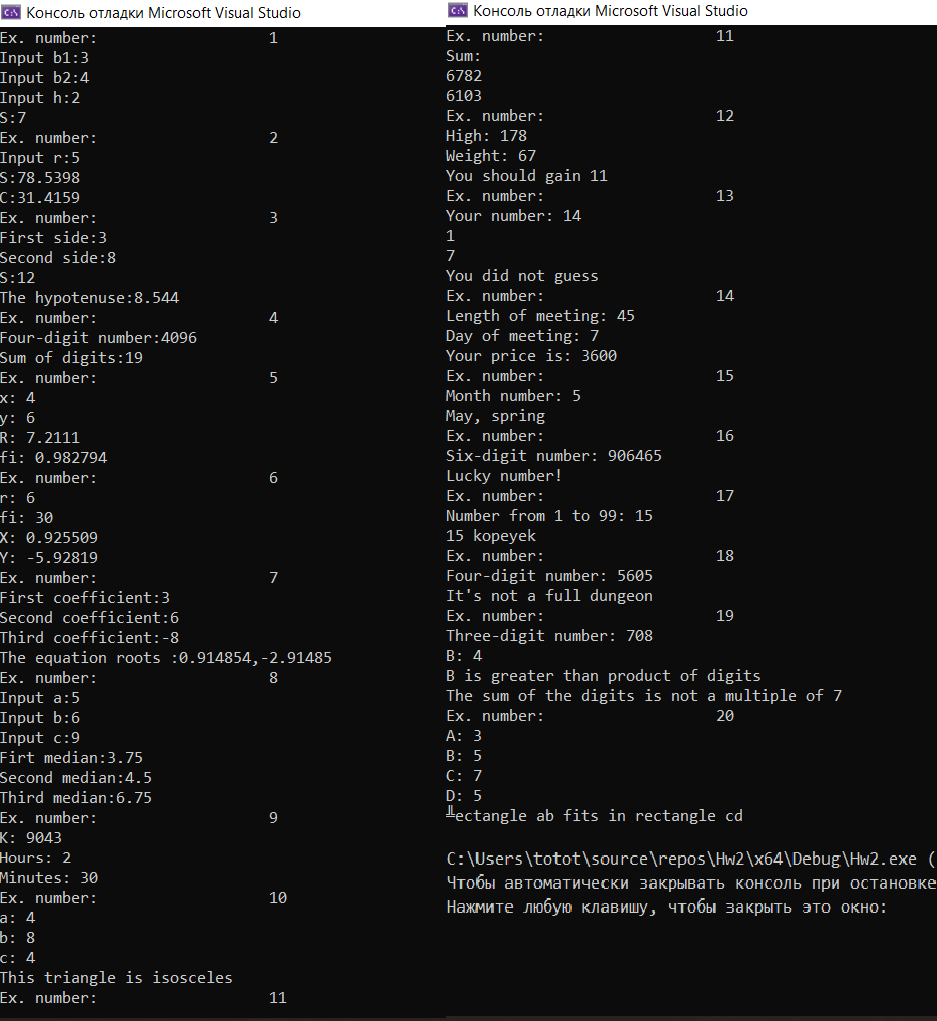 Консоль отладки Microsoft Visual Studio
Ex. number: 1
Input b1:3
Input b2:4
Input h:2
S:7
Ex. number: 2
Input r:5
S:78.5398
C:31.4159
Ex. number: 3
First side:3
Second side:8
S:12
The hypotenuse:8.544
Ex. number: 4
Four-digit number:4096
Sum of digits:19
Ex. number: 5
x: 4
y: 6
R: 7.2111
fi: 0.982794
Ex. number: 6
r: 6
fi: 30
X: 0.925509
Y: -5.92819
Ex. number: 7
First coefficient:3
Second coefficient:6
Third coefficient:-8
The equation roots :0.914854,-2.91485
Ex. number: 8
Input a:5
Input b:6
Input c:9
Firt median:3.75
Second median:4.5
Third median:6.75
Ex. number: 9
K: 9043
Hours: 2
Minutes: 30
Ex. number: 10
a: 4
b: 8
c: 4
This triangle is isosceles
Ex. number: 11
Консоль отладки Microsoft Visual Studio
Ex. number: 11
Sum:
6782
6103
Ex. number: 12
High: 178
Weight: 67
You should gain 11
Ex. number: 13
Your number: 14
1
7
You did not guess
Ex. number: 14
Length of meeting: 45
Day of meeting: 7
Your price is: 3600
Ex. number: 15
Month number: 5
May, spring
Ex. number: 16
Six-digit number: 906465
Lucky number!
Ex. number: 17
Number from 1 to 99: 15
15 kopeyek
Ex. number: 18
Four-digit number: 5605
It's not a full dungeon
Ex. number: 19
Three-digit number: 708
B: 4
B is greater than product of digits
The sum of the digits is not a multiple of 7
Ex. number: 20
A: 3
B: 5
C: 7
D: 5
╩ectangle ab fits in rectangle cd
C:\Users\totot\source\repos\Hw2\x64\Debug\Hw2.exe (
Чтобы автоматически закрывать консоль при остановке
Нажмите любую клавишу, чтобы закрыть это окно: